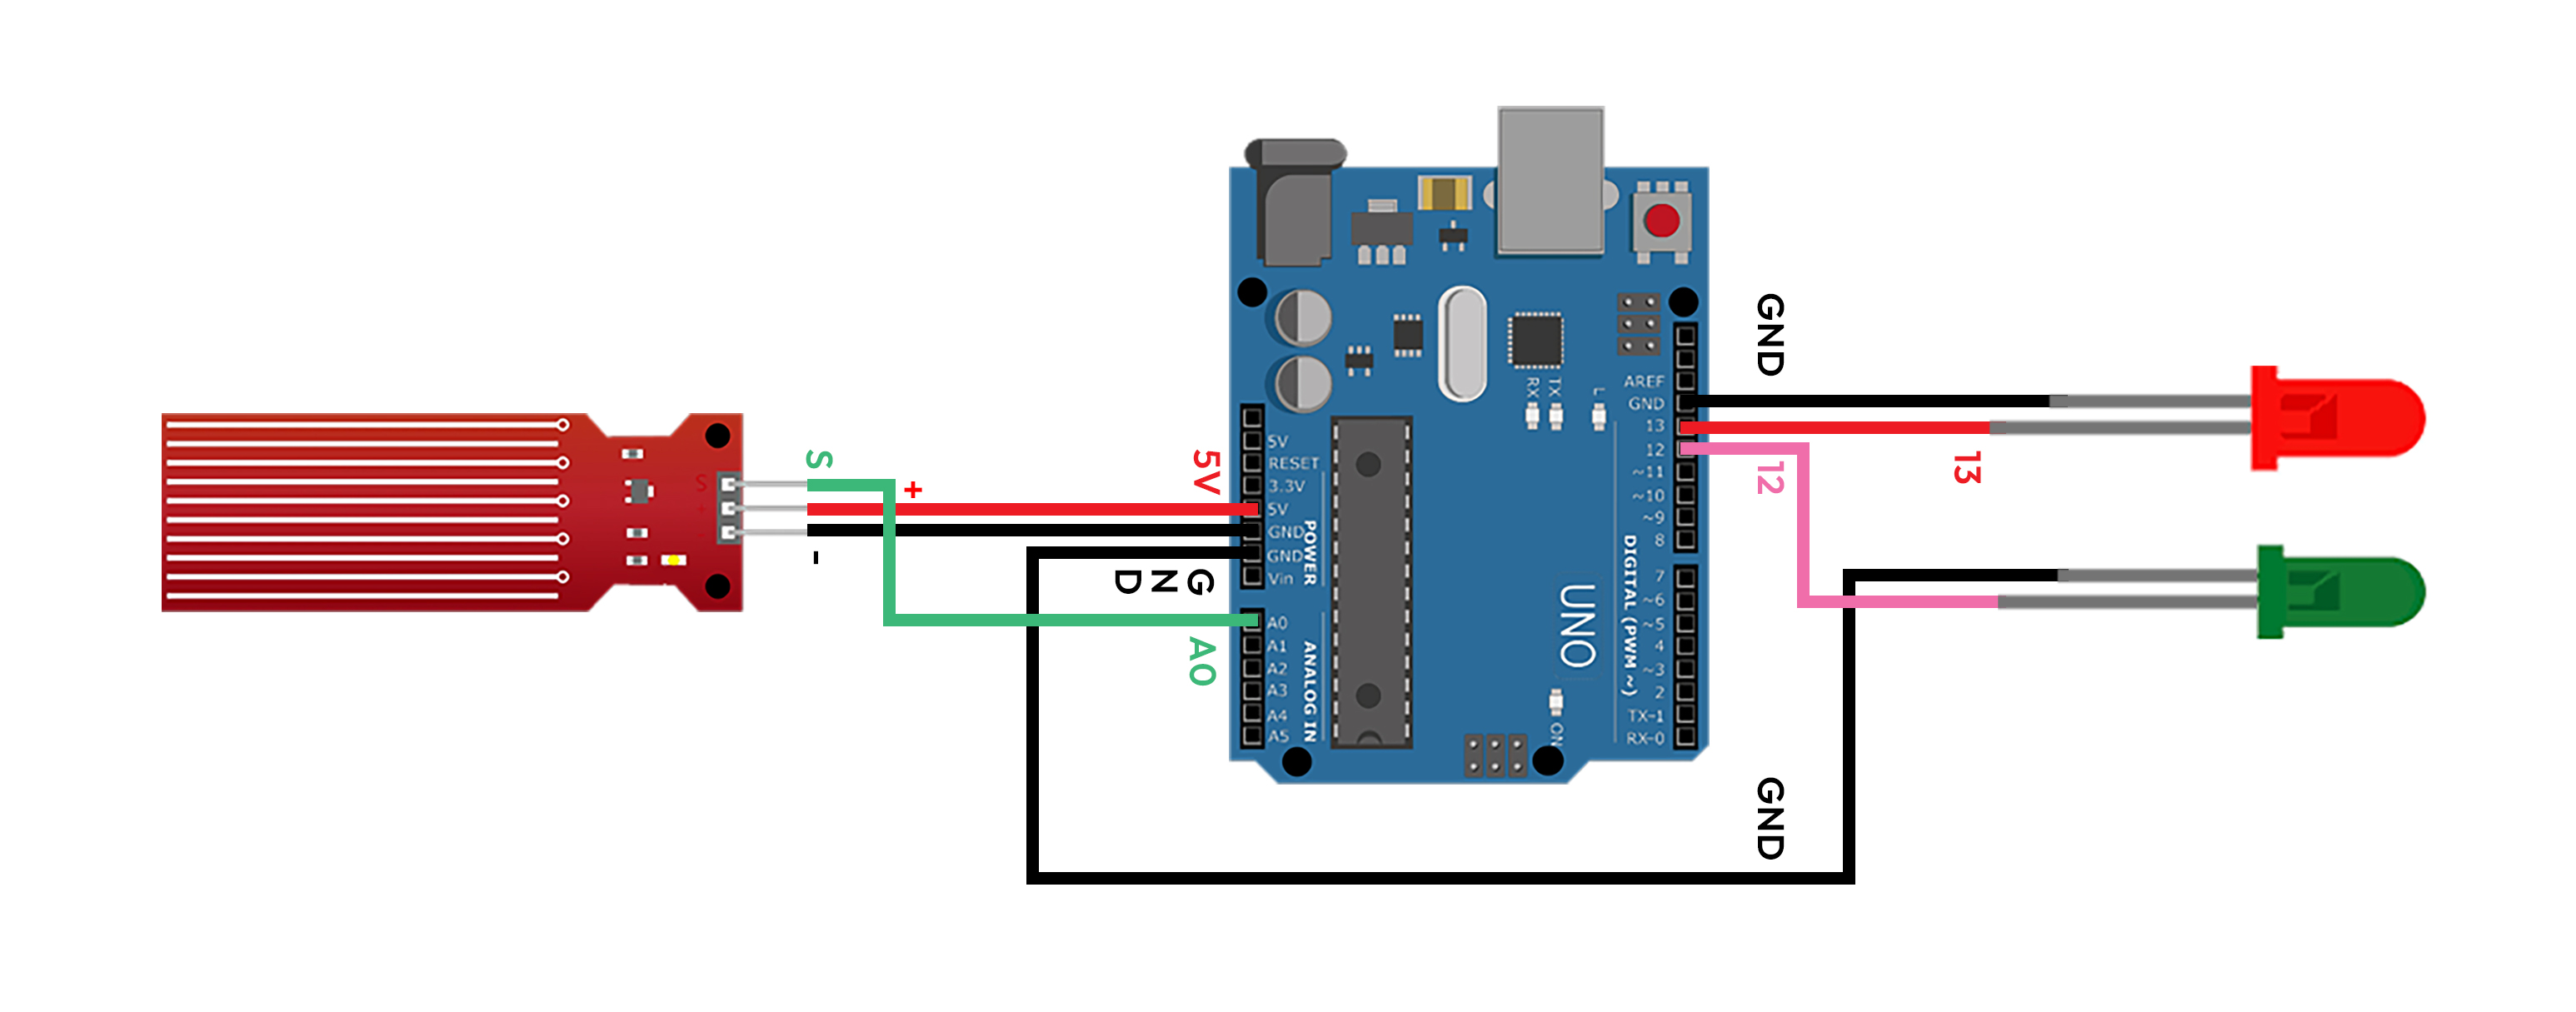 S
+
-
S
+
-
5V
GND
A0
5V
RESET
3.3V
5V
GND
GND
Vin
POWER
A0
A1
A2
A3
A4
A5
ANALOG IN
RX
TX
L
UNO
ON
AREF
GND
13
12
~11
~10
~9
8
7
~6
~5
4
~3
2
TX-1
RX-0
DIGITAL (PWM ~)
GND
12
13
GND